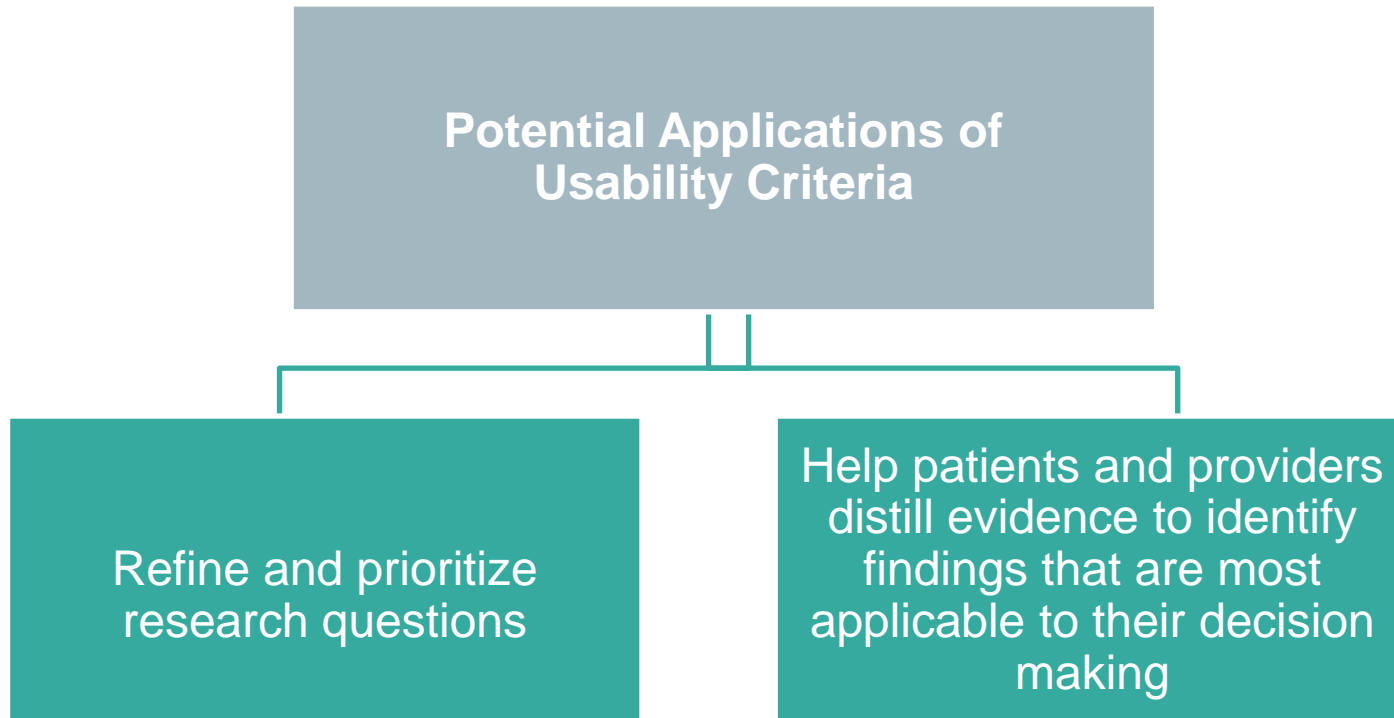 Potential Applications of
Usability Criteria
Refine and prioritize
research questions
Help patients and providers
distill evidence to identify
findings that are most
applicable to their decision
making